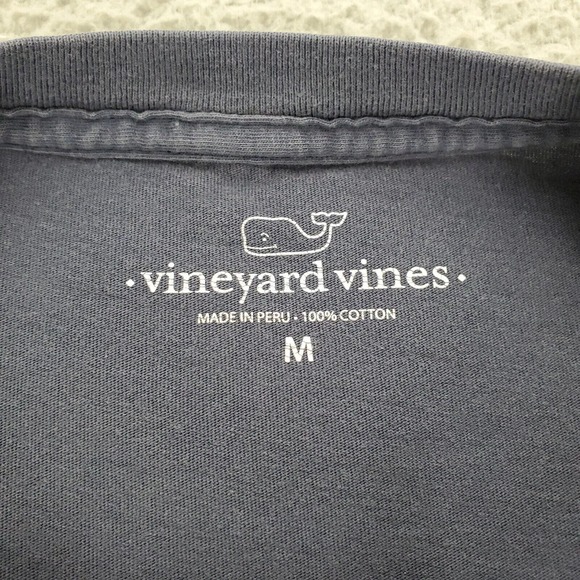 • vineyard vines •
MADE IN PERU • 100% COTTON
M